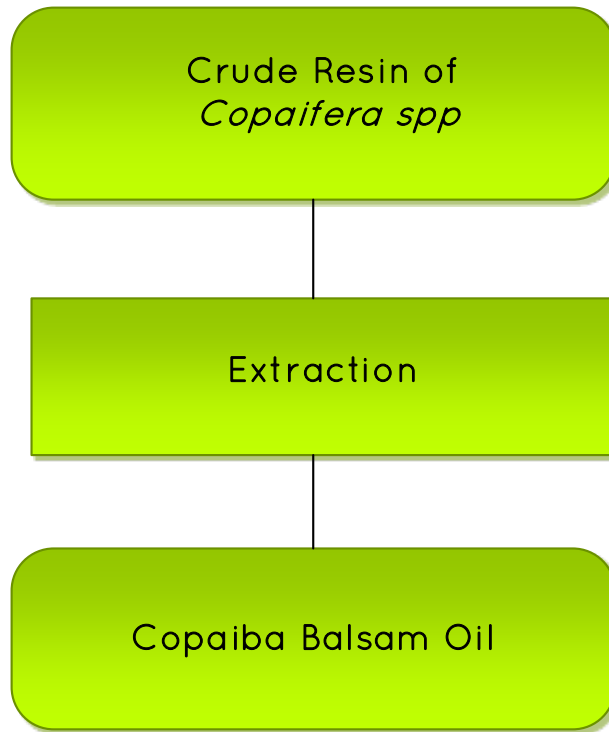 Crude Resin of
Copaifera spp
Extraction
Copaiba Balsam Oil